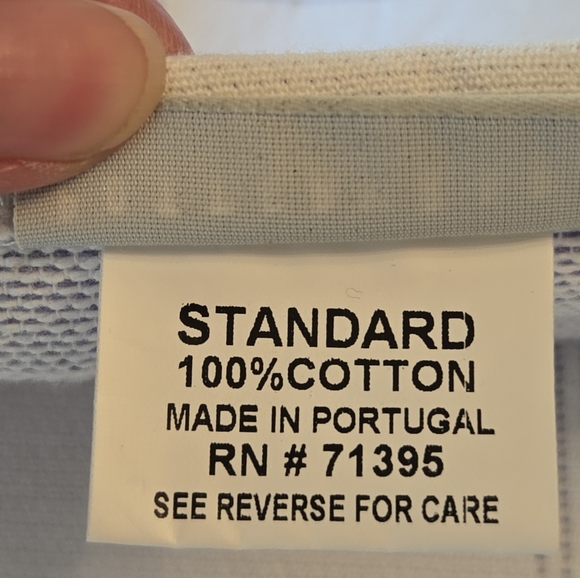 STANDARD
100%COTTON
MADE IN PORTUGAL
RN # 71395
SEE REVERSE FOR CARE